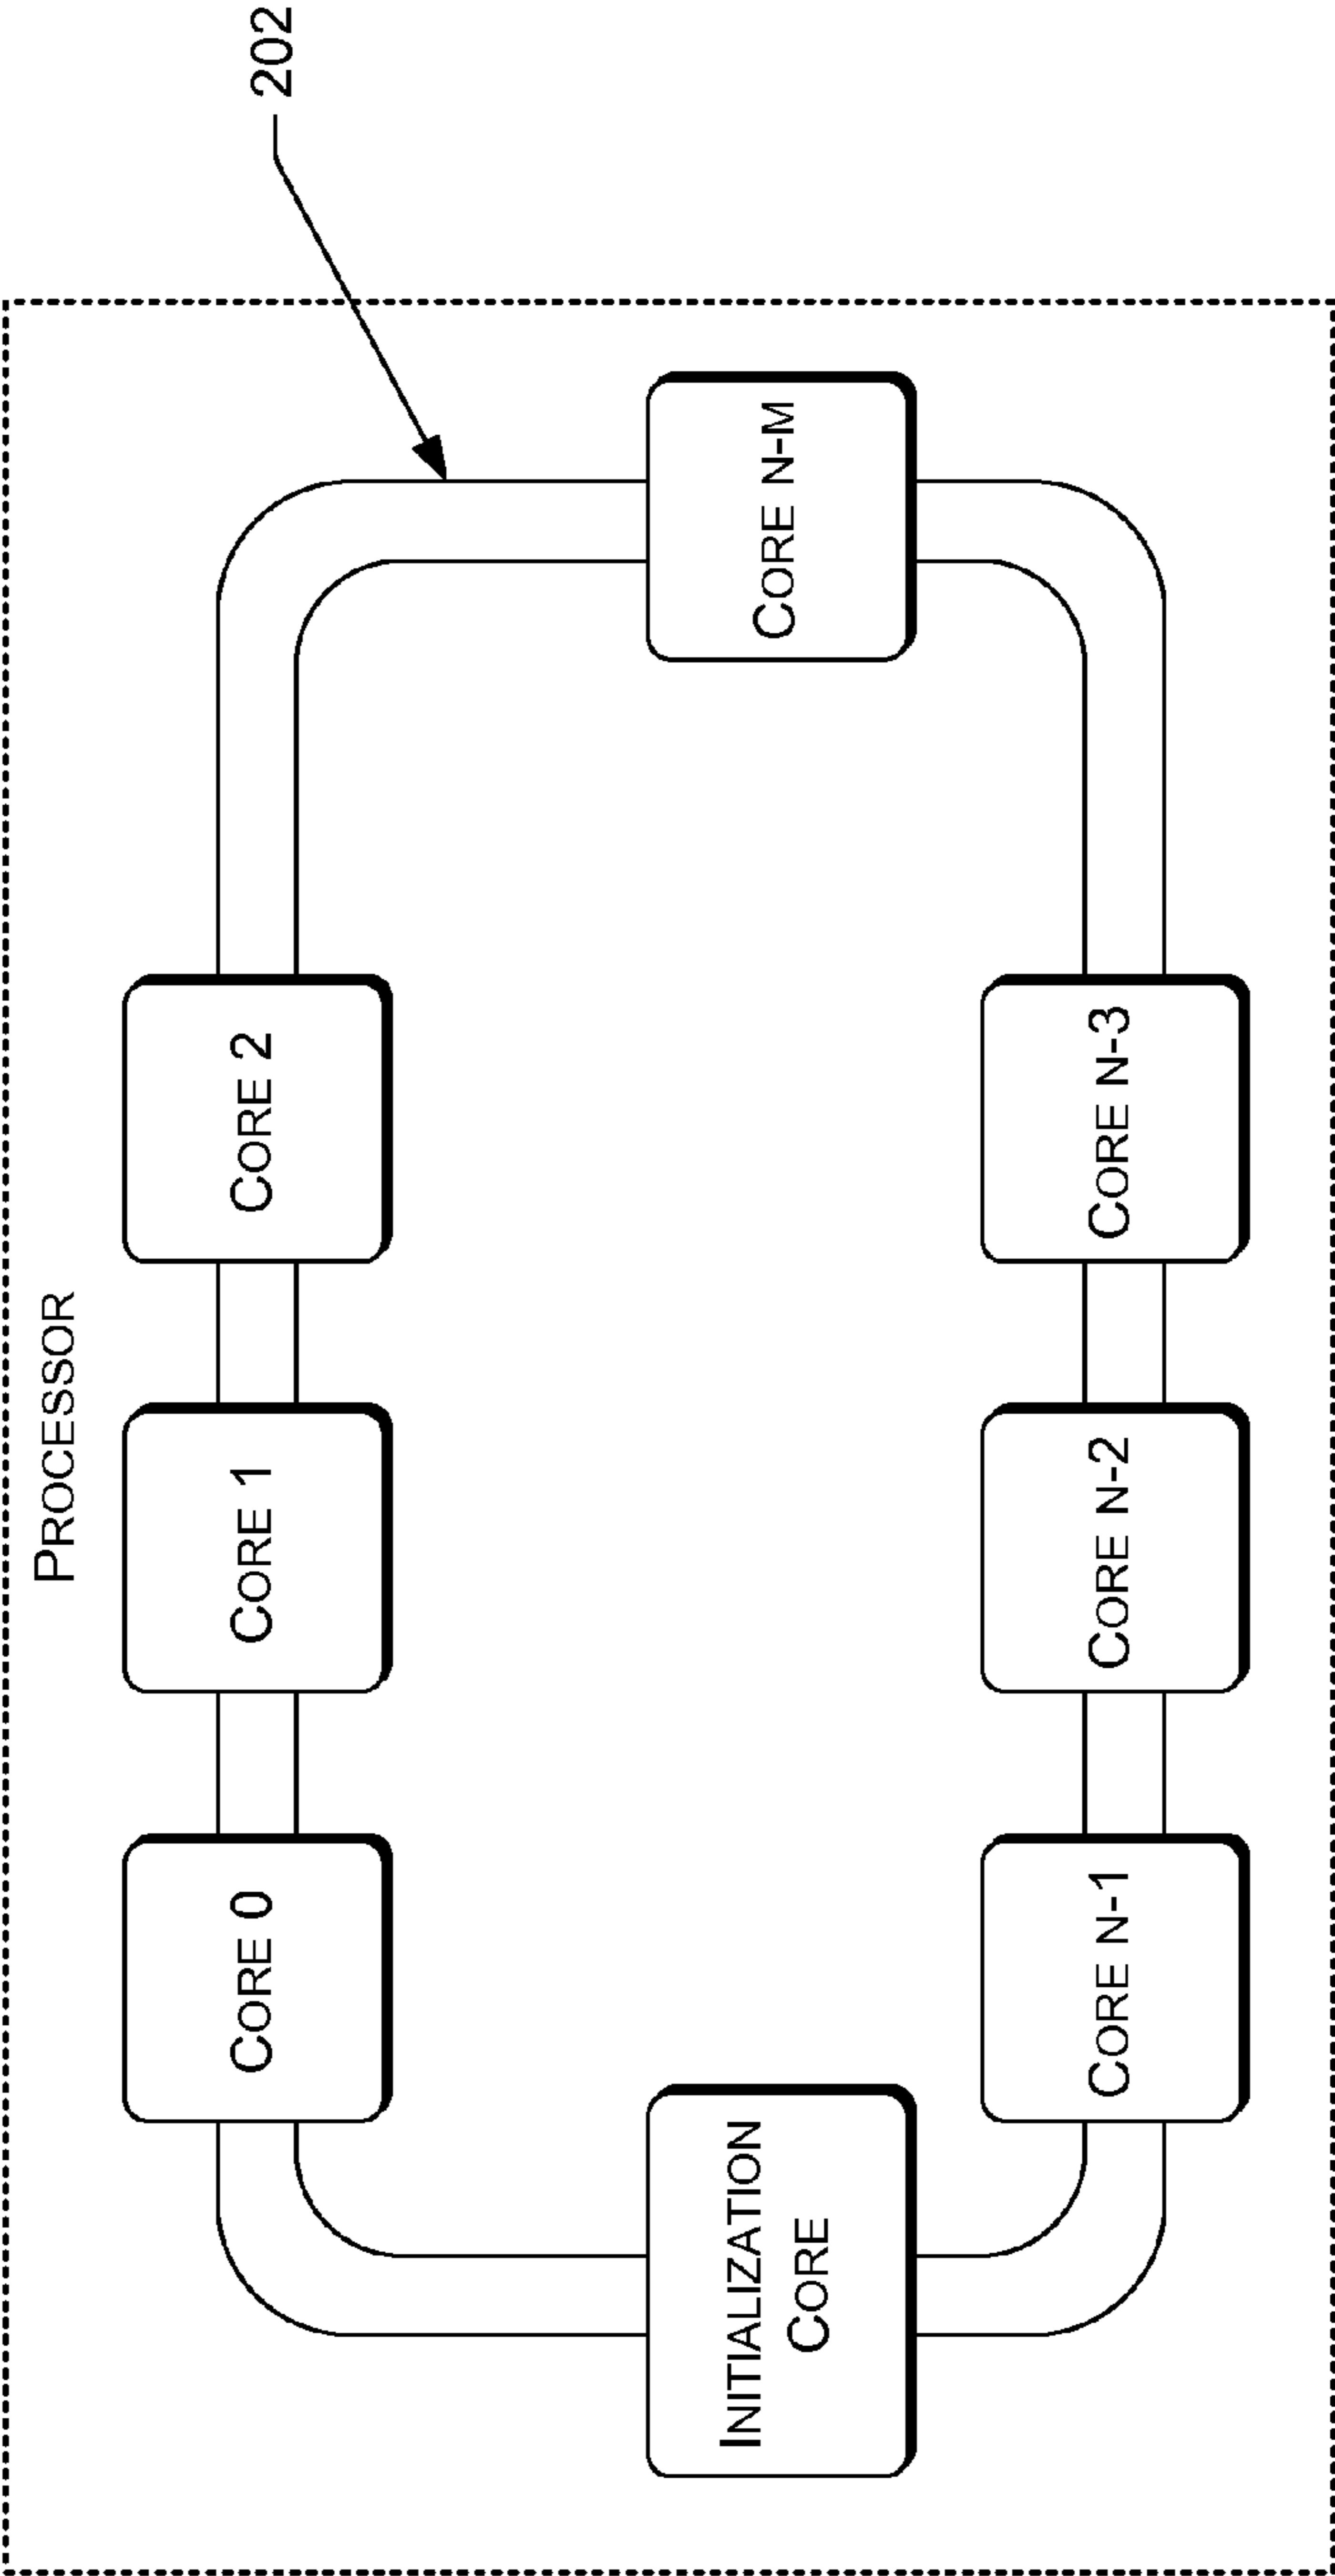 202
PROCESSOR
CORE 0
CORE 1
CORE 2
INITIALIZATION
CORE
CORE N-M
CORE N-1
CORE N-2
CORE N-3